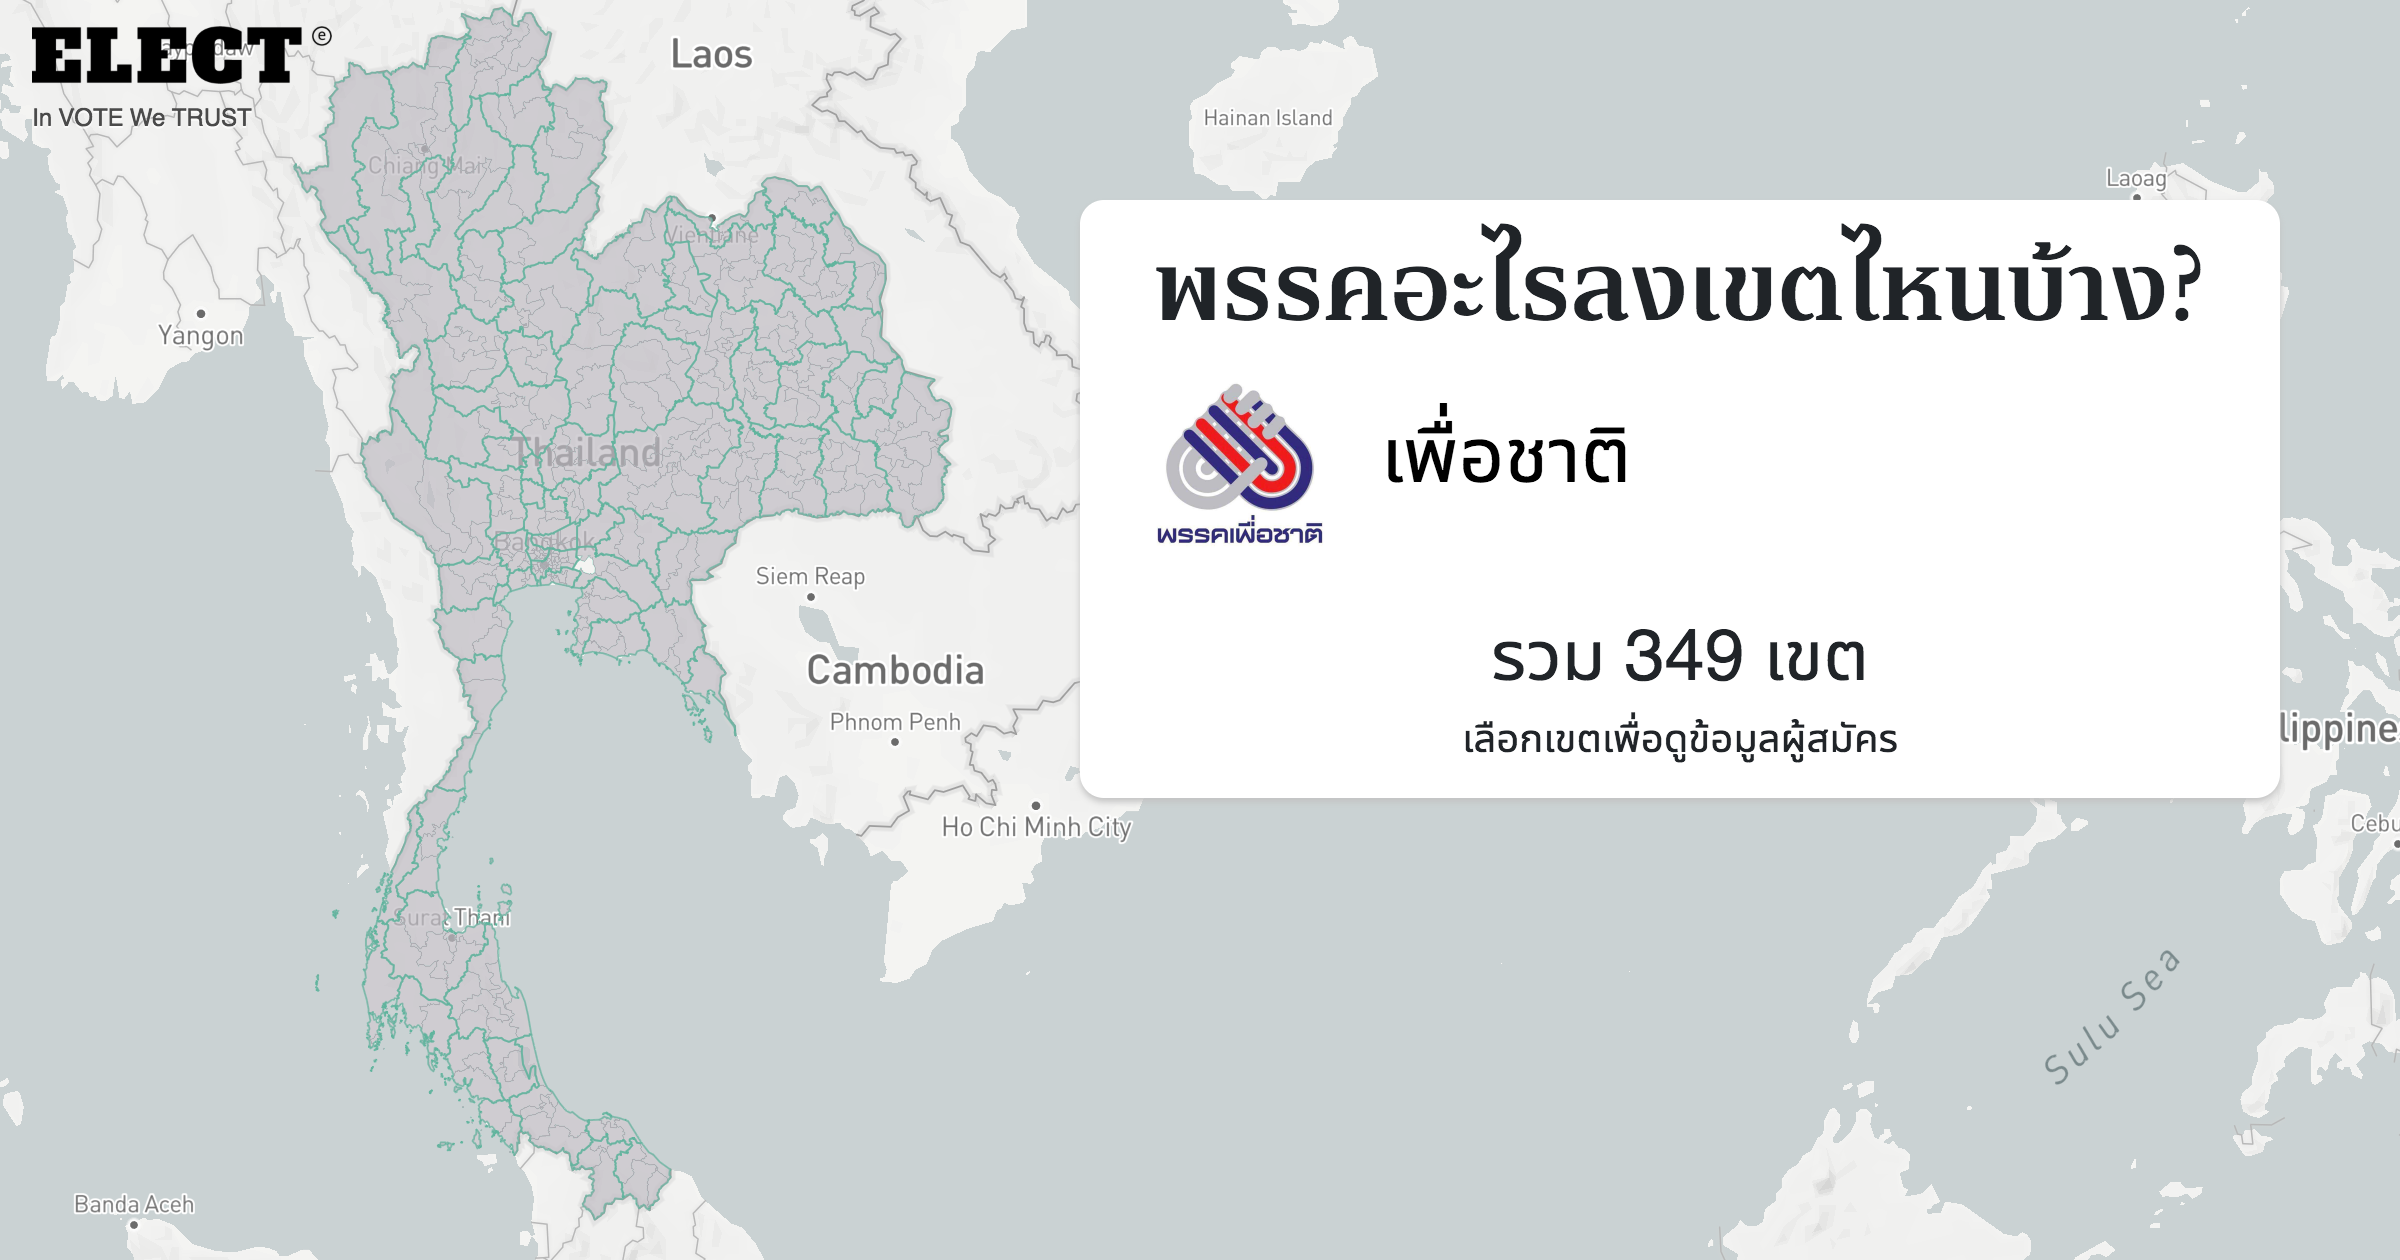 ELECT ⓔ
In VOTE We TRUST
Laos
Hainan Island
Chiang Mai
Laoag
Vientiane
Yangon
Thailand
Bangkok
Siem Reap
Cambodia
Phnom Penh
Ho Chi Minh City
Surat Thani
Banda Aceh
พรรคอะไรลงเขตไหนบ้าง?
เพื่อชาติ
พรรคเพื่อชาติ
รวม 349 เขต
เลือกเขตเพื่อดูข้อมูลผู้สมัคร
lippine
Cebu
Sulu Sea